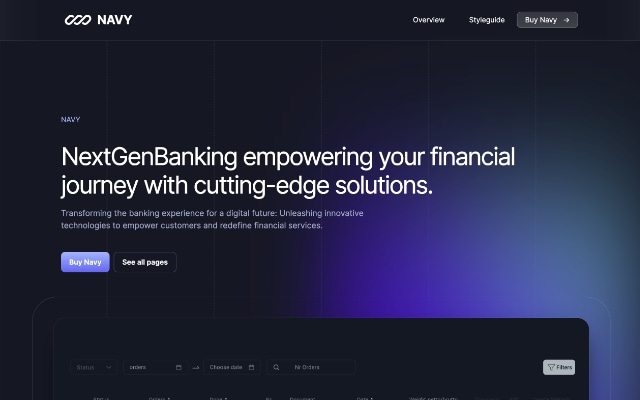 NAVY
Overview
Styleguide
Buy Navy
NAVY
NextGenBanking empowering your financial
journey with cutting-edge solutions.
Transforming the banking experience for a digital future: Unleashing innovative
technologies to empower customers and redefine financial services.
Buy Navy
See all pages
Status
orders
Choose date
Nr Orders
Filters